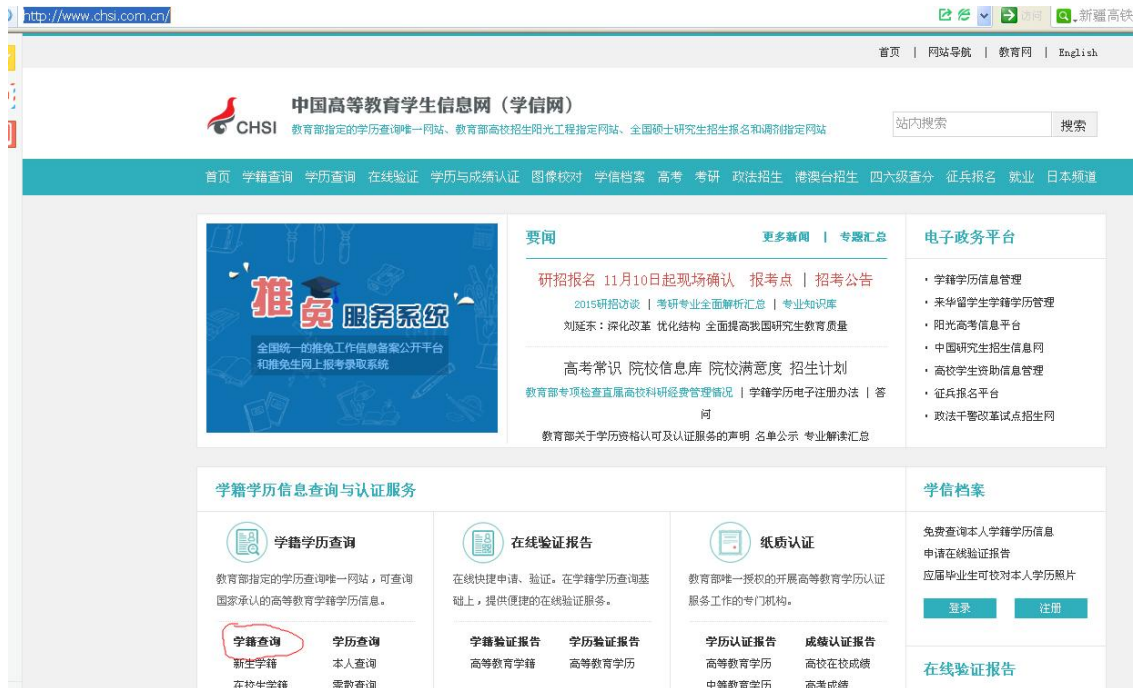 http://www.chsi.com.cn/
访问
新疆高铁
首页 | 网站导航 | 教育网 | English
CHSI
中国高等教育学生信息网（学信网）
教育部指定的学历查询唯一网站、教育部高校招生阳光工程指定网站、全国硕士研究生招生报名和调剂指定网站
站内搜索
搜索
首页 学籍查询 学历查询 在线验证 学历与成绩认证 图像校对 学信档案 高考 考研 政法招生 港澳台招生 四六级查分 征兵报名 就业 日本频道
推免服务系统
全国统一的推免工作信息备案公开平台
和推免生网上报考录取系统
要闻
更多新闻 | 专题汇总
研招报名 11月10日起现场确认 报考点 | 招考公告
2015研招访谈 | 考研专业全面解析汇总 | 专业知识库
刘延东：深化改革 优化结构 全面提高我国研究生教育质量
高考常识 院校信息库 院校满意度 招生计划
教育部专项检查直属高校科研经费管理情况 | 学籍学历电子注册办法 | 答
问
教育部关于学历资格认可及认证服务的声明 名单公示 专业解读汇总
电子政务平台
· 学籍学历信息管理
· 来华留学生学籍学历管理
· 阳光高考信息平台
· 中国研究生招生信息网
· 高校学生资助信息管理
· 征兵报名平台
· 政法干警改革试点招生网
学籍学历信息查询与认证服务
学籍学历查询
教育部指定的学历查询唯一网站，可查询
国家承认的高等教育学籍学历信息。
学籍查询 学历查询
新生学籍 本人查询
在校生学籍 零散查询
在线验证报告
在线快捷申请、验证。在学籍学历查询基
础上，提供便捷的在线验证服务。
学籍验证报告 学历验证报告
高等教育学籍 高等教育学历
纸质认证
教育部唯一授权的开展高等教育学历认证
服务工作的专门机构。
学历认证报告 成绩认证报告
高等教育学历 高校在校成绩
中等教育学历 高考成绩
学信档案
免费查询本人学籍学历信息
申请在线验证报告
应届毕业生可校对本人学历照片
登录 注册
在线验证报告